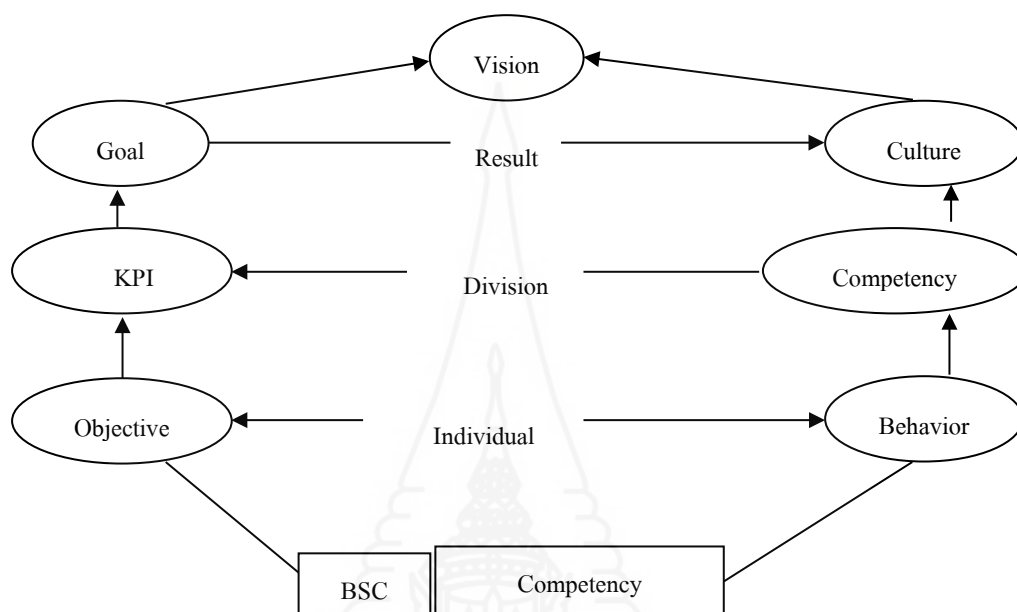 Vision
Goal
Result
Culture
KPI
Division
Competency
Objective
Individual
Behavior
BSC
Competency